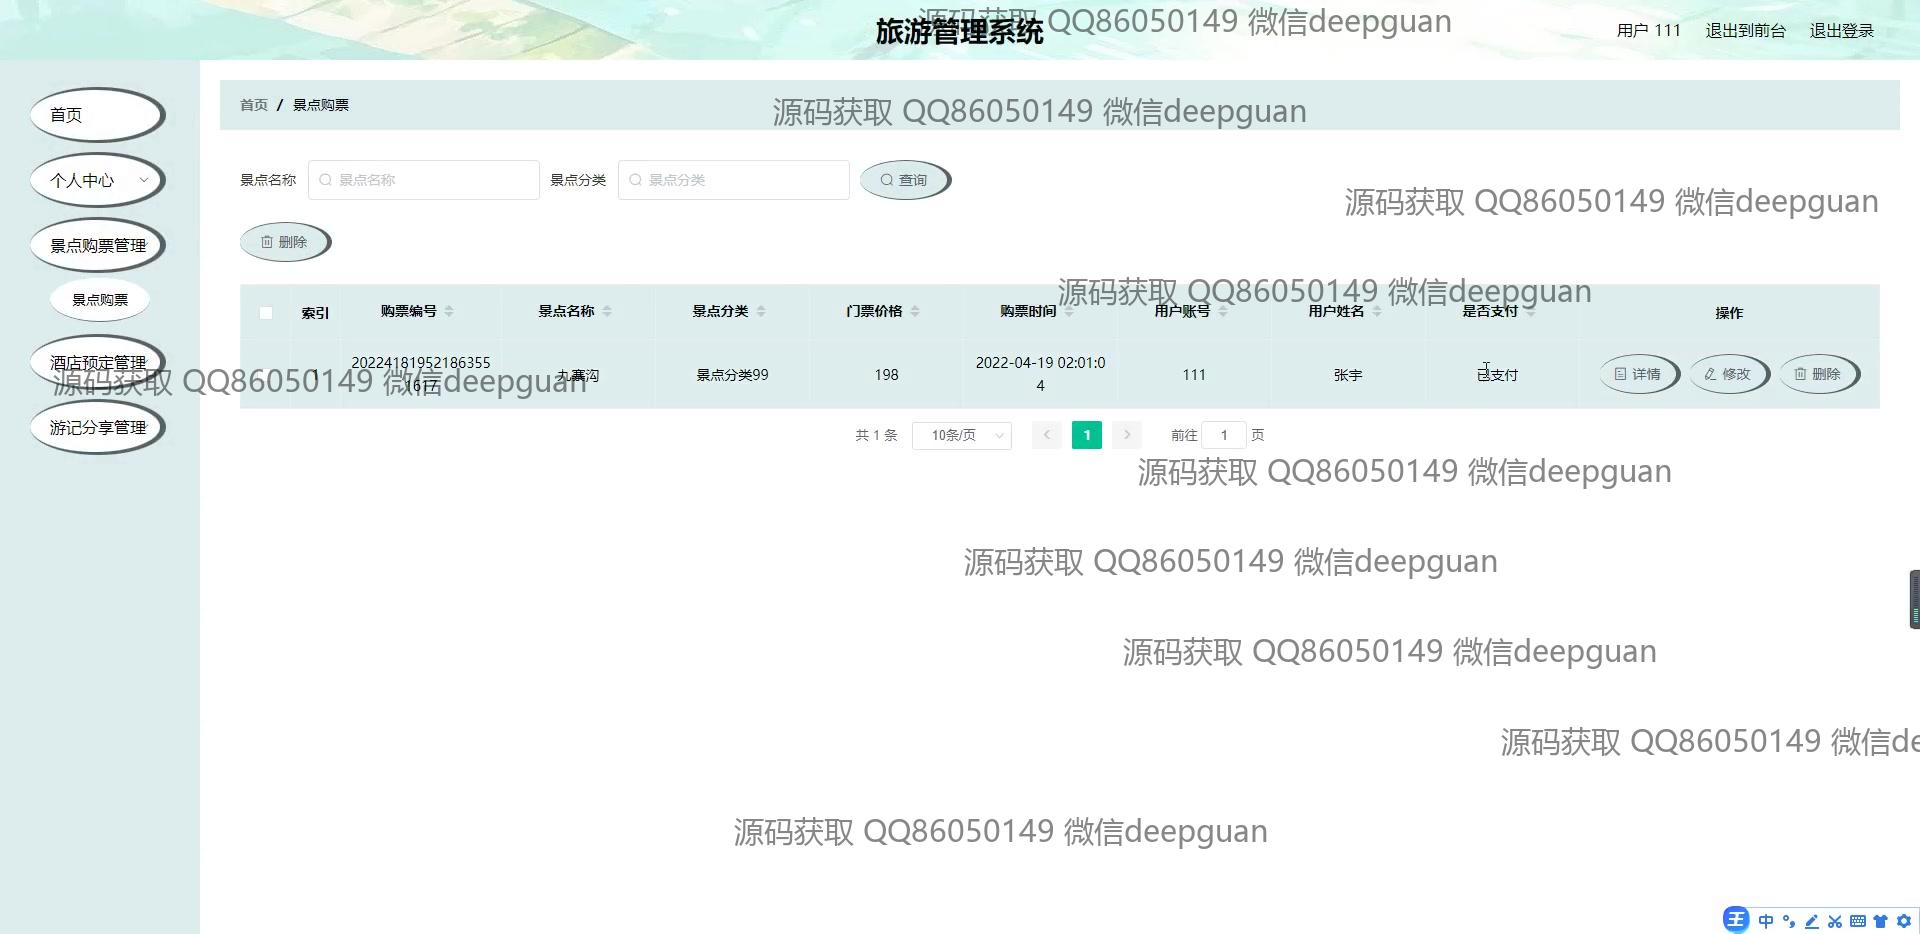 旅游管理系统
源码获取 QQ86050149 微信deepguan
用户 111
退出到前台
退出登录
首页
个人中心
景点购票管理
景点购票
酒店预定管理
游记分享管理
首页 / 景点购票
源码获取 QQ86050149 微信deepguan
景点名称 景点名称 景点分类 景点分类 查询
源码获取 QQ86050149 微信deepguan
删除
源码获取 QQ86050149 微信deepguan
索引 购票编号 景点名称 景点分类 门票价格 购票时间 用户账号 用户姓名 是否支付 操作
1 20224181952186355 九寨沟 景点分类99 198 2022-04-19 02:01:0 111 张宇 已支付 详情 修改 删除
1617 4
源码获取 QQ86050149 微信deepguan
共 1 条 10条/页 1 前往 1 页
源码获取 QQ86050149 微信deepguan
源码获取 QQ86050149 微信deepguan
源码获取 QQ86050149 微信deepguan
源码获取 QQ86050149 微信de
源码获取 QQ86050149 微信deepguan
王 中